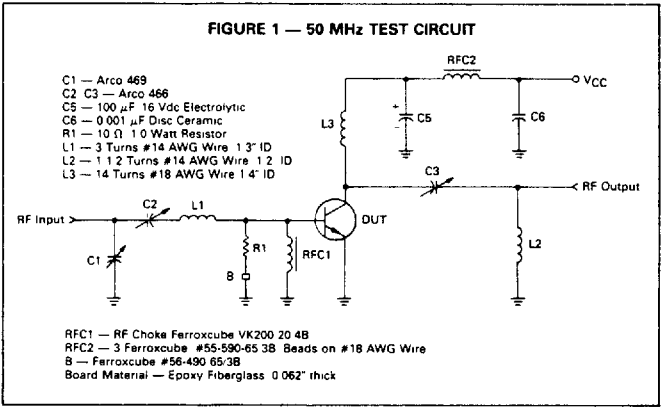 FIGURE 1 — 50 MHz TEST CIRCUIT
C1 — Arco 469
C2 C3 — Arco 466
C5 — 100 µF 16 Vdc Electrolytic
C6 — 0 001 µF Disc Ceramic
R1 — 10 Ω 1 0 Watt Resistor
L1 — 3 Turns #14 AWG Wire 1 3" ID
L2 — 1 1 2 Turns #14 AWG Wire 1 2 ID
L3 — 14 Turns #18 AWG Wire 1 4" ID
RFC2
VCC
L3
+
C5
–
C6
C3
RF Output
C2
L1
RF Input
DUT
C1
R1
B
RFC1
L2
RFC1 — RF Choke Ferroxcube VK200 20 4B
RFC2 — 3 Ferroxcube #55-590-65 3B Beads on #18 AWG Wire
B — Ferroxcube #56-490 65/3B
Board Material — Epoxy Fiberglass 0 062" thick